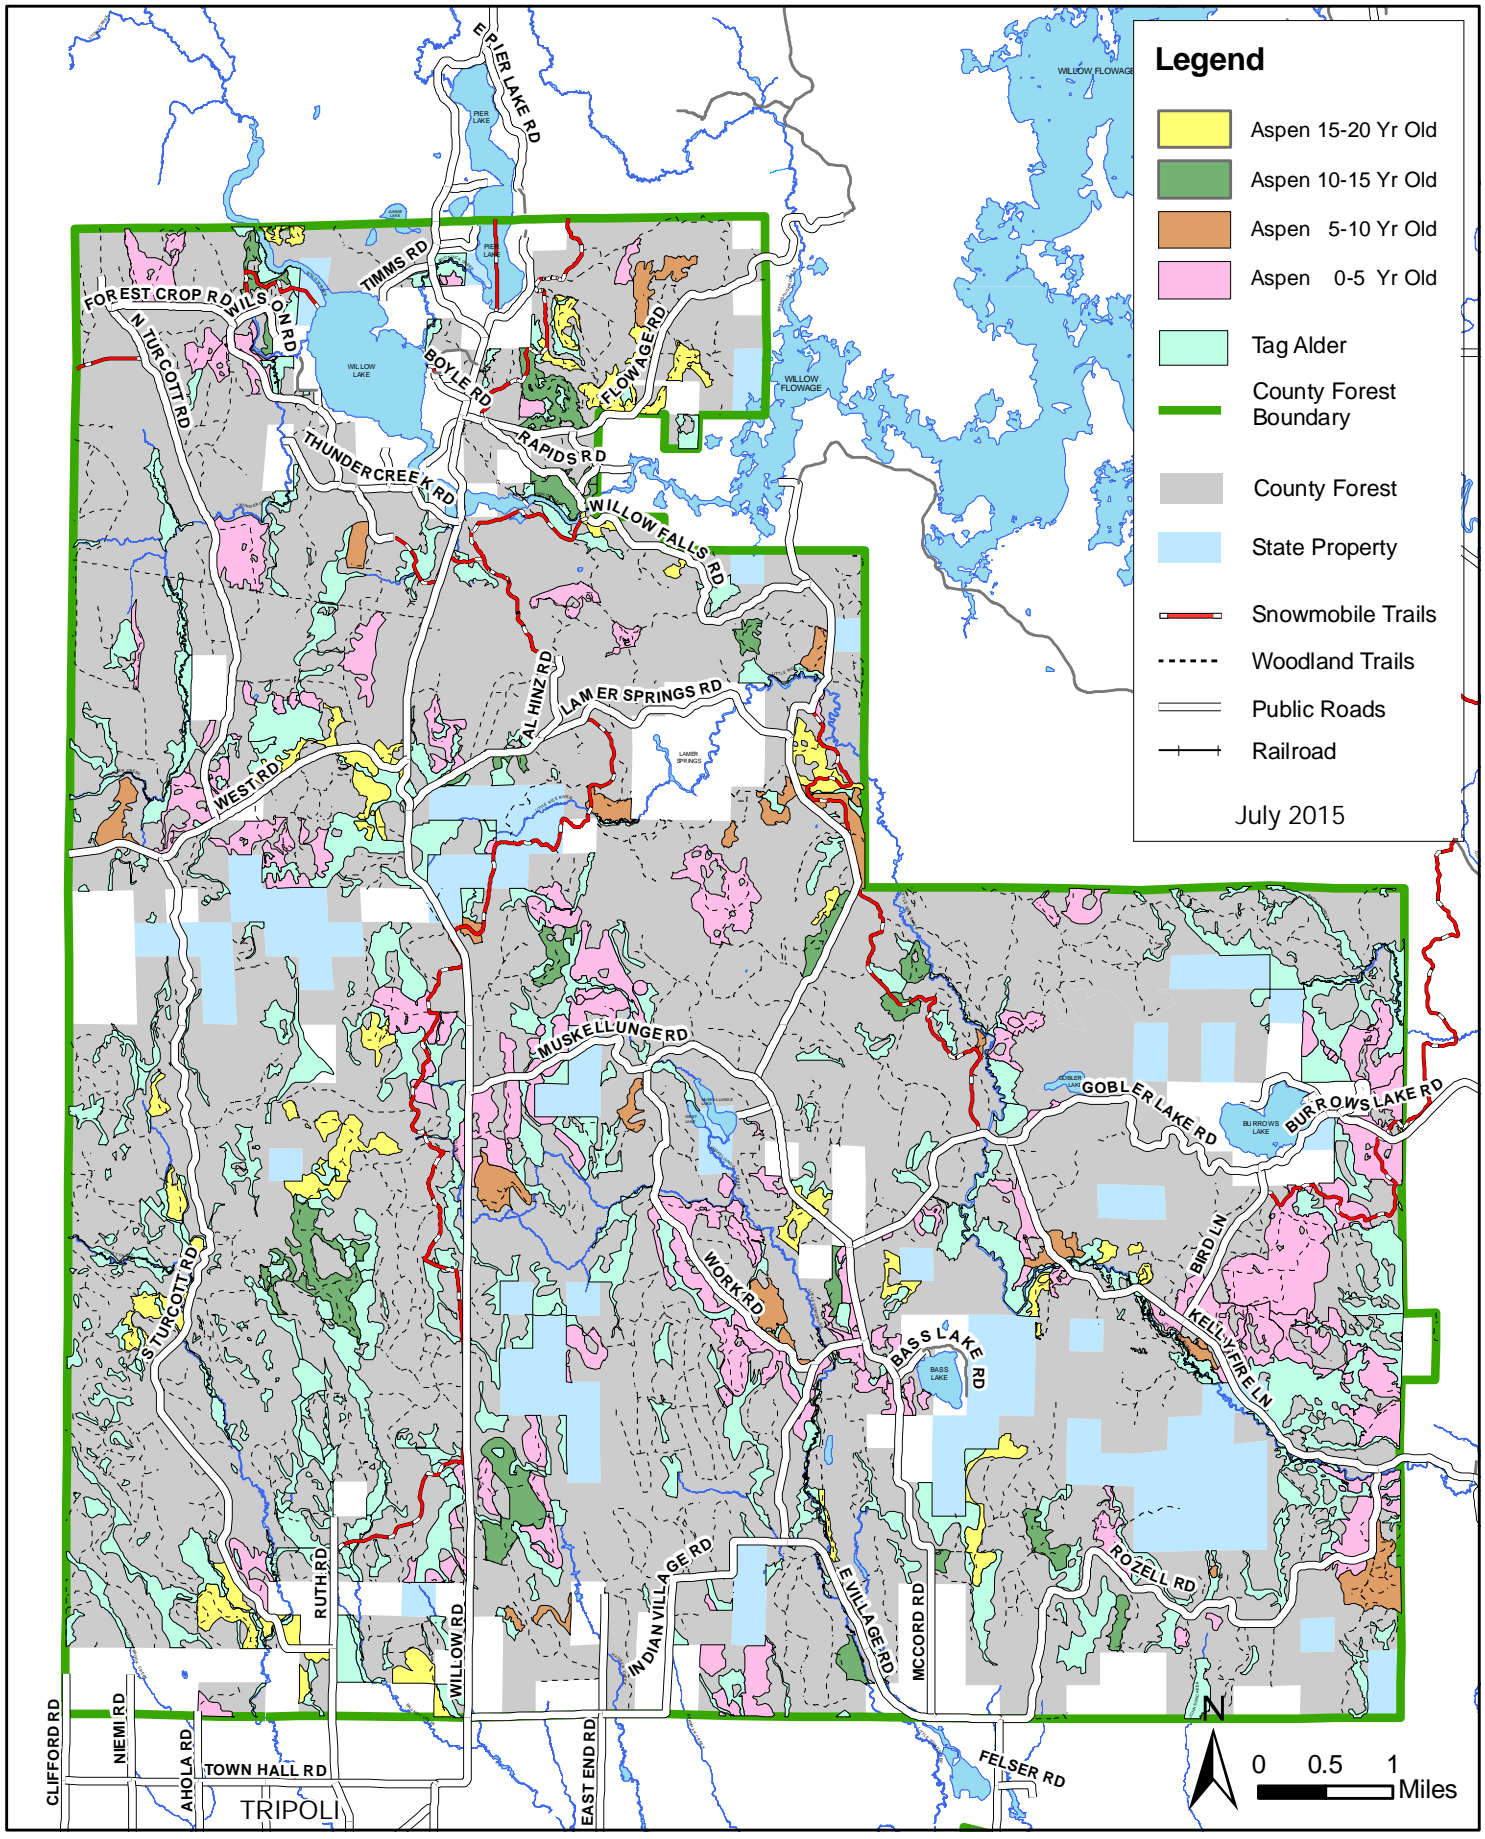 E PIER LAKE RD
WILLOW FLOWAGE
PIER
LAKE
Legend
Aspen 15-20 Yr Old
Aspen 10-15 Yr Old
Aspen 5-10 Yr Old
Aspen 0-5 Yr Old
Tag Alder
County Forest
Boundary
County Forest
State Property
Snowmobile Trails
Woodland Trails
Public Roads
Railroad
July 2015
PIER
LAKE
TIMMS RD
FOREST CROP RD
WILSON RD
N TURCOTT RD
WILLOW
LAKE
BOYLE RD
FLOWAGE RD
WILLOW
FLOWAGE
RAPIDS RD
THUNDER CREEK RD
WILLOW FALLS RD
AL HINZ RD
LAMER SPRINGS RD
LAMER
SPRINGS
WEST RD
MUSKELLUNGE RD
GOBLER
LAKE
GOBLER LAKE RD
BURROWS LAKE RD
BURROWS
LAKE
S TURCOTT RD
WORK RD
BIRD LN
KELLY FIRE LN
BASS LAKE RD
BASS
LAKE
ROZELL RD
RUTH RD
WILLOW RD
INDIAN VILLAGE RD
E VILLAGE RD
MCCORD RD
CLIFFORD RD
NIEMI RD
AHOLA RD
TOWN HALL RD
TRIPOLI
EAST END RD
FELSER RD
N
0 0.5 1
Miles